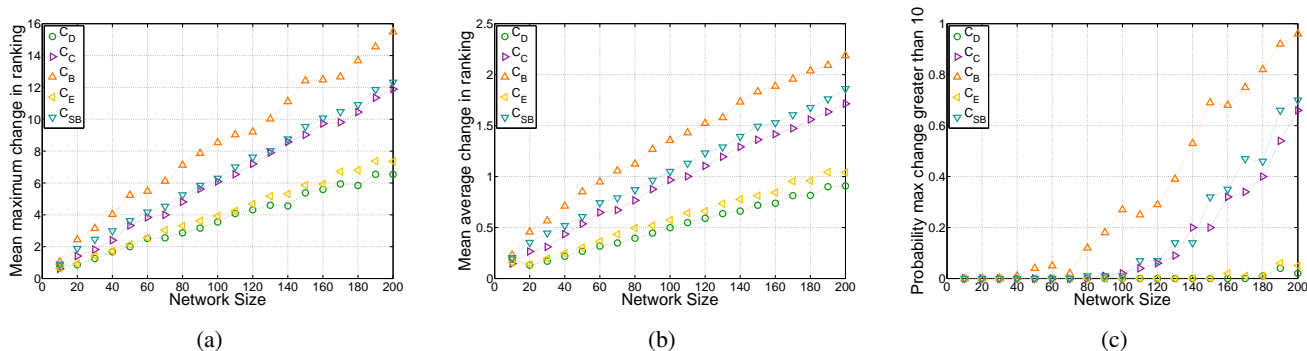 Mean maximum change in ranking
16
14
12
10
8
6
4
2
0
C_D
C_C
C_B
C_E
C_SB
0 20 40 60 80 100 120 140 160 180 200
Network Size
(a)
Mean average change in ranking
2.5
2
1.5
1
0.5
0
C_D
C_C
C_B
C_E
C_SB
0 20 40 60 80 100 120 140 160 180 200
Network Size
(b)
Probability max change greater than 10
1
0.8
0.6
0.4
0.2
0
C_D
C_C
C_B
C_E
C_SB
0 20 40 60 80 100 120 140 160 180 200
Network Size
(c)